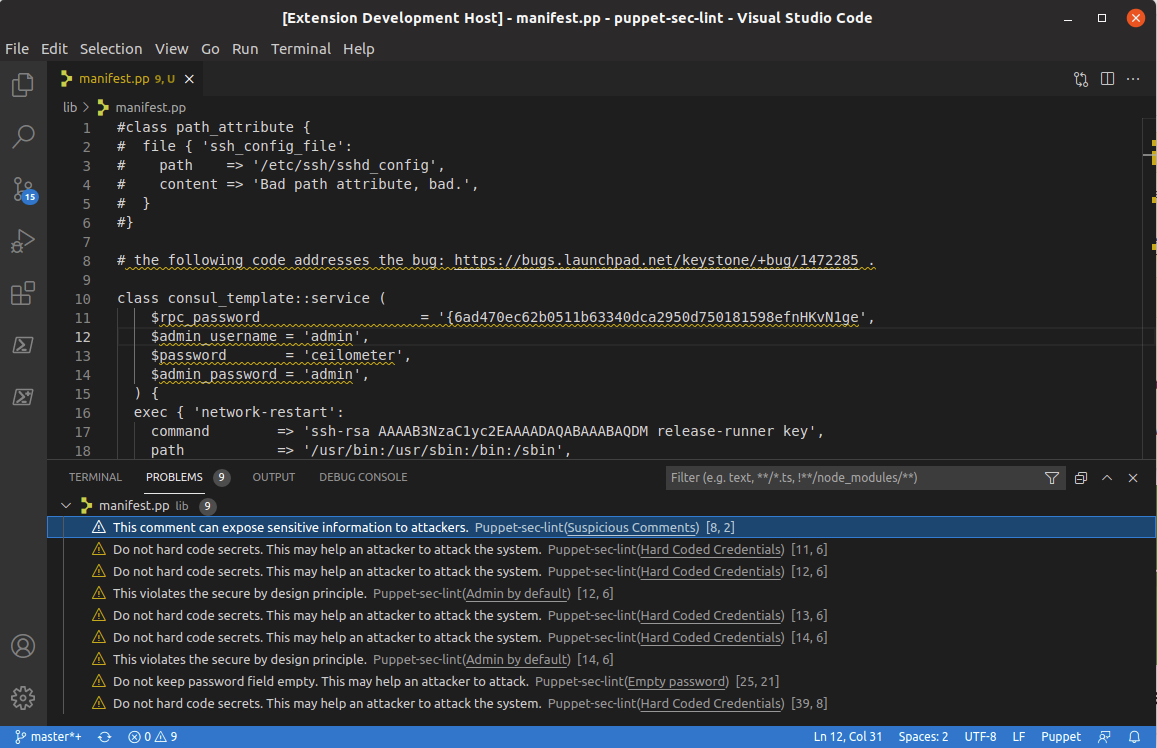 [Extension Development Host] - manifest.pp - puppet-sec-lint - Visual Studio Code
File Edit Selection View Go Run Terminal Help
manifest.pp 9, U
lib > manifest.pp
1 #class path_attribute {
2 #  file { 'ssh_config_file':
3 #    path    => '/etc/ssh/sshd_config',
4 #    content => 'Bad path attribute, bad.',
5 #  }
6 #}
7
8 # the following code addresses the bug: https://bugs.launchpad.net/keystone/+bug/1472285 .
9
10 class consul_template::service (
11     $rpc_password                   = '{6ad470ec62b0511b63340dca2950d750181598efnHKvN1ge',
12     $admin_username = 'admin',
13     $password       = 'ceilometer',
14     $admin_password = 'admin',
15   ) {
16   exec { 'network-restart':
17     command        => 'ssh-rsa AAAAB3NzaC1yc2EAAAADAQABAAABAQDM release-runner key',
18     path           => '/usr/bin:/usr/sbin:/bin:/sbin',
15
TERMINAL PROBLEMS 9 OUTPUT DEBUG CONSOLE Filter (e.g. text, **/*.ts, !**/node_modules/**)
manifest.pp lib 9
This comment can expose sensitive information to attackers. Puppet-sec-lint(Suspicious Comments) [8, 2]
Do not hard code secrets. This may help an attacker to attack the system. Puppet-sec-lint(Hard Coded Credentials) [11, 6]
Do not hard code secrets. This may help an attacker to attack the system. Puppet-sec-lint(Hard Coded Credentials) [12, 6]
This violates the secure by design principle. Puppet-sec-lint(Admin by default) [12, 6]
Do not hard code secrets. This may help an attacker to attack the system. Puppet-sec-lint(Hard Coded Credentials) [13, 6]
Do not hard code secrets. This may help an attacker to attack the system. Puppet-sec-lint(Hard Coded Credentials) [14, 6]
This violates the secure by design principle. Puppet-sec-lint(Admin by default) [14, 6]
Do not keep password field empty. This may help an attacker to attack. Puppet-sec-lint(Empty password) [25, 21]
Do not hard code secrets. This may help an attacker to attack the system. Puppet-sec-lint(Hard Coded Credentials) [39, 8]
master*+ 0 9 Ln 12, Col 31 Spaces: 2 UTF-8 LF Puppet